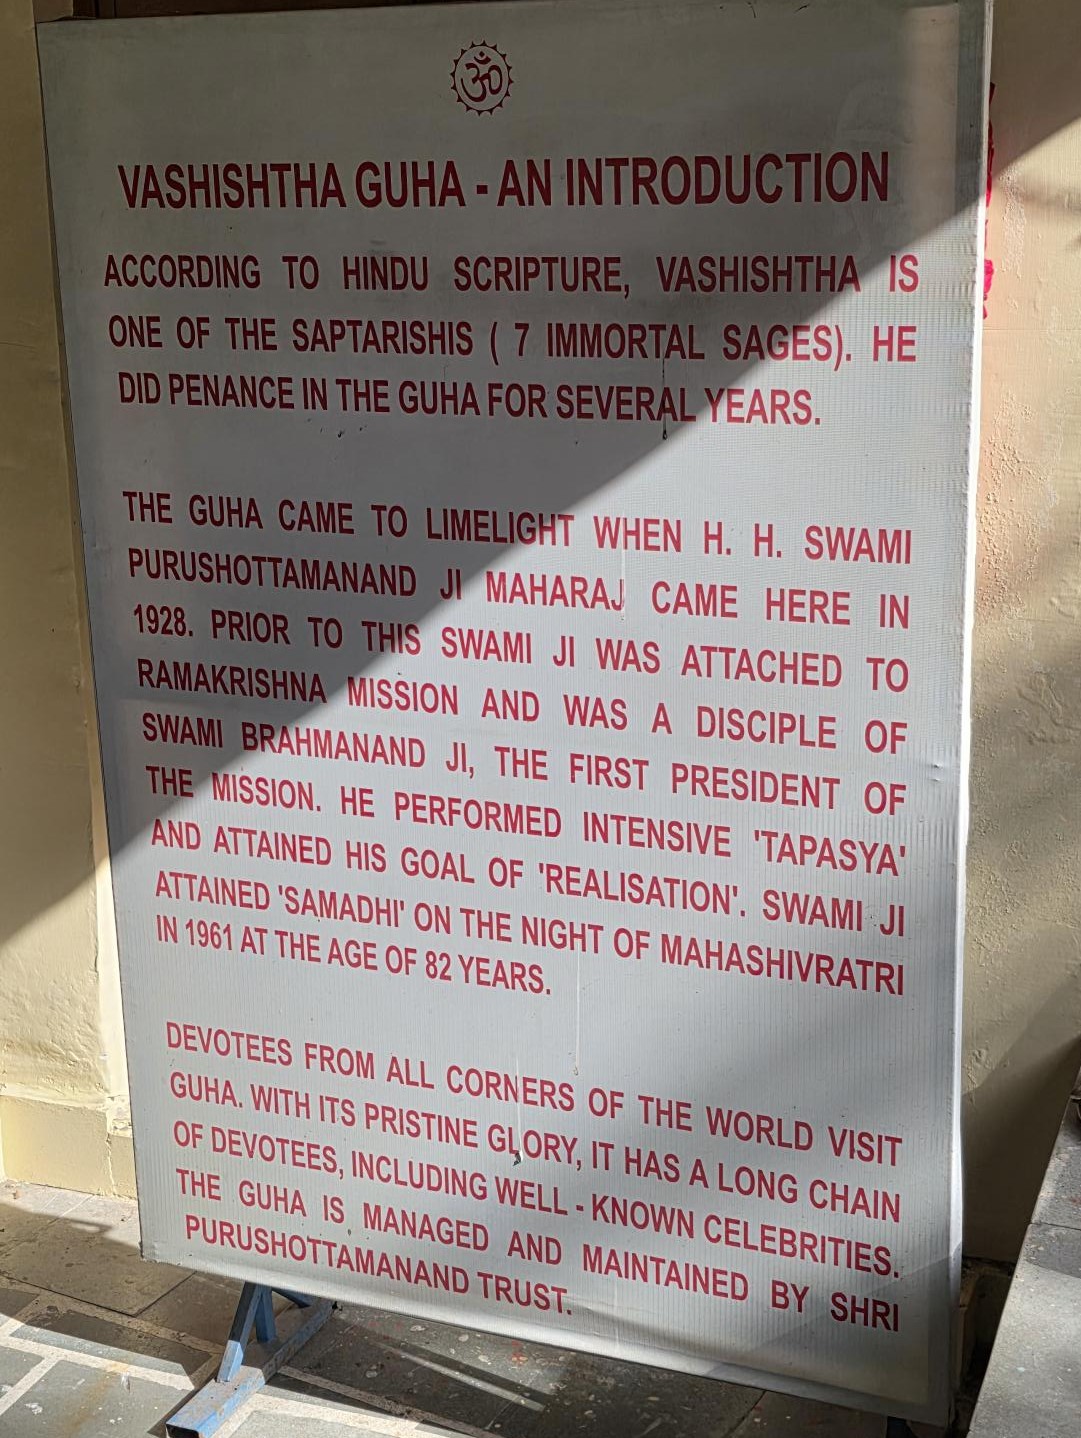 ॐ
VASHISHTHA GUHA - AN INTRODUCTION
ACCORDING TO HINDU SCRIPTURE, VASHISHTHA IS
ONE OF THE SAPTARISHIS ( 7 IMMORTAL SAGES). HE
DID PENANCE IN THE GUHA FOR SEVERAL YEARS.
THE GUHA CAME TO LIMELIGHT WHEN H. H. SWAMI
PURUSHOTTAMANAND JI MAHARAJ CAME HERE IN
1928. PRIOR TO THIS SWAMI JI WAS ATTACHED TO
RAMAKRISHNA MISSION AND WAS A DISCIPLE OF
SWAMI BRAHMANAND JI, THE FIRST PRESIDENT OF
THE MISSION. HE PERFORMED INTENSIVE 'TAPASYA'
AND ATTAINED HIS GOAL OF 'REALISATION'. SWAMI JI
ATTAINED 'SAMADHI' ON THE NIGHT OF MAHASHIVRATRI
IN 1961 AT THE AGE OF 82 YEARS.
DEVOTEES FROM ALL CORNERS OF THE WORLD VISIT
GUHA. WITH ITS PRISTINE GLORY, IT HAS A LONG CHAIN
OF DEVOTEES, INCLUDING WELL - KNOWN CELEBRITIES.
THE GUHA IS MANAGED AND MAINTAINED BY SHRI
PURUSHOTTAMANAND TRUST.